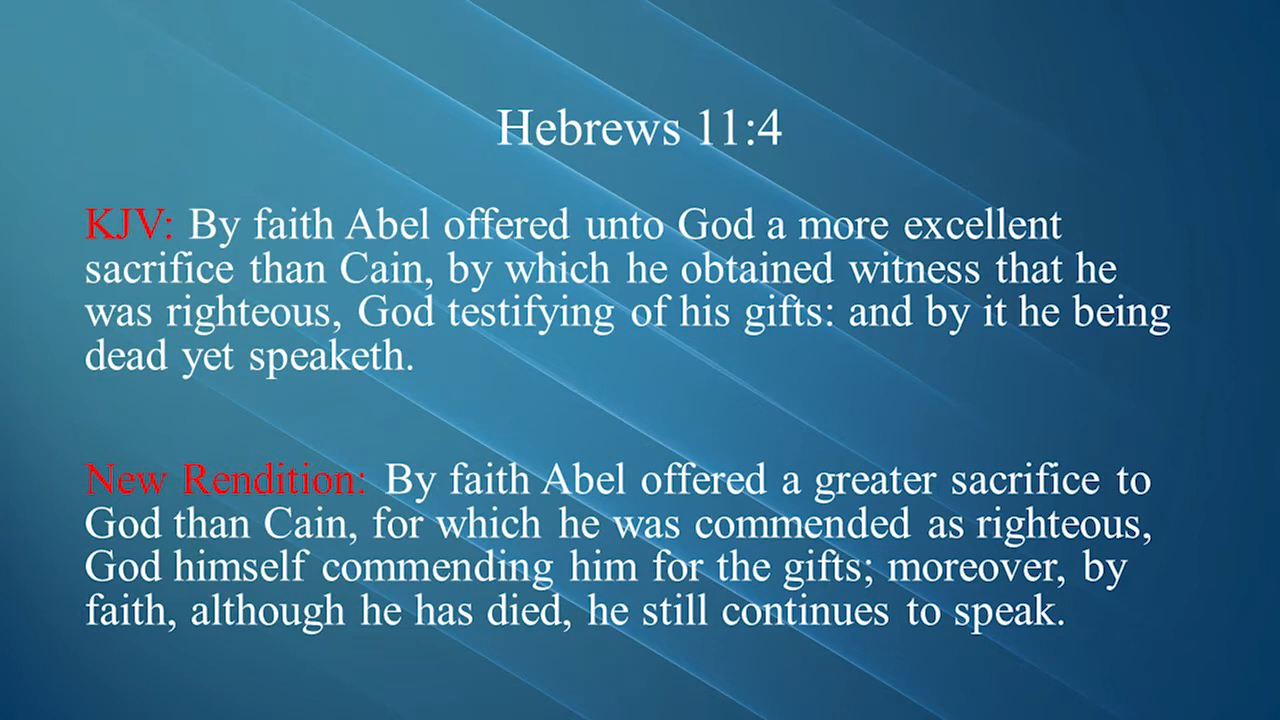 Hebrews 11:4
KJV: By faith Abel offered unto God a more excellent
sacrifice than Cain, by which he obtained witness that he
was righteous, God testifying of his gifts: and by it he being
dead yet speaketh.
New Rendition: By faith Abel offered a greater sacrifice to
God than Cain, for which he was commended as righteous,
God himself commending him for the gifts; moreover, by
faith, although he has died, he still continues to speak.